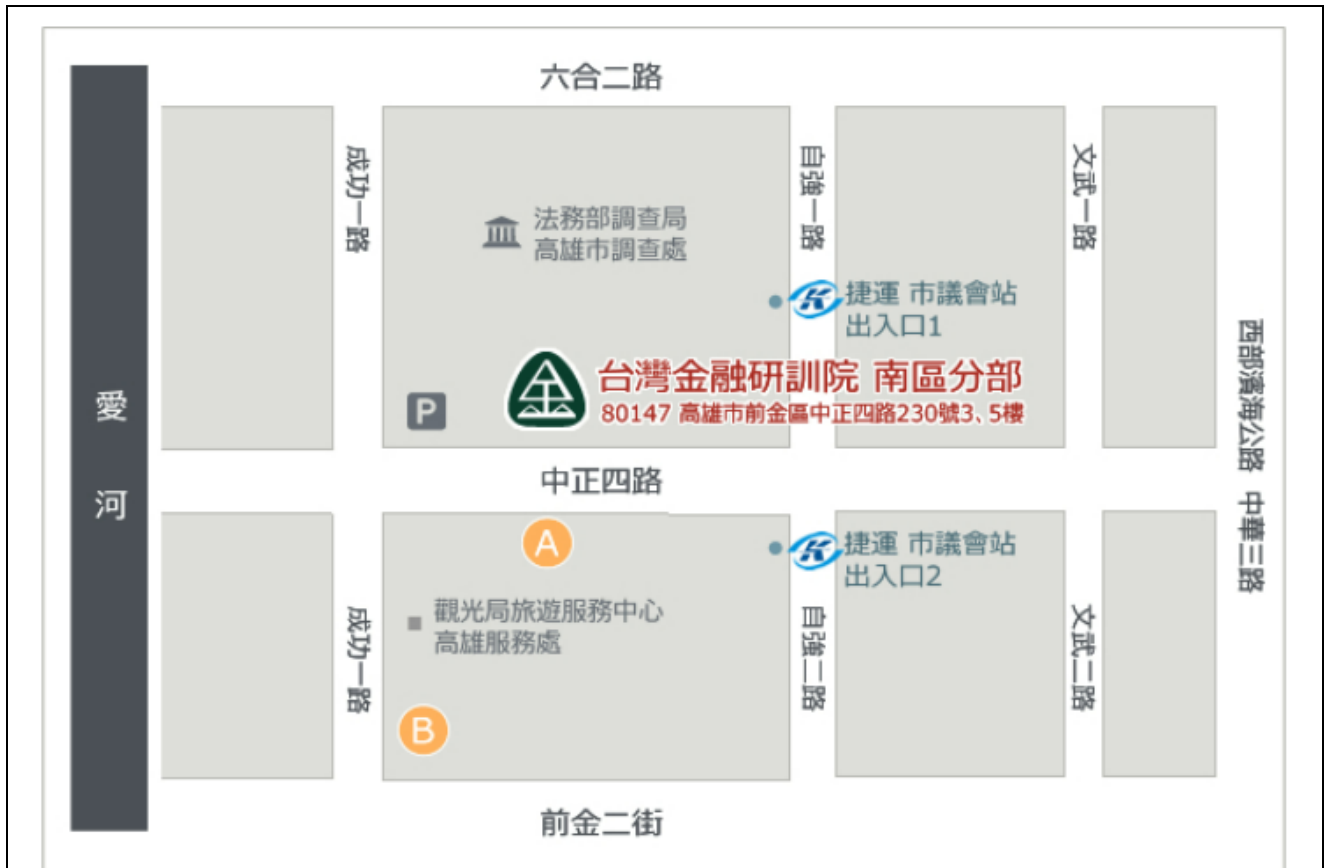 六合二路
成功一路
自強一路
文武一路
法務部調查局
高雄市調查處
捷運 市議會站
出入口1
台灣金融研訓院 南區分部
80147 高雄市前金區中正四路230號3、5樓
P
愛河
西部濱海公路 中華三路
中正四路
A
捷運 市議會站
出入口2
觀光局旅遊服務中心
高雄服務處
成功一路
自強二路
文武二路
B
前金二街